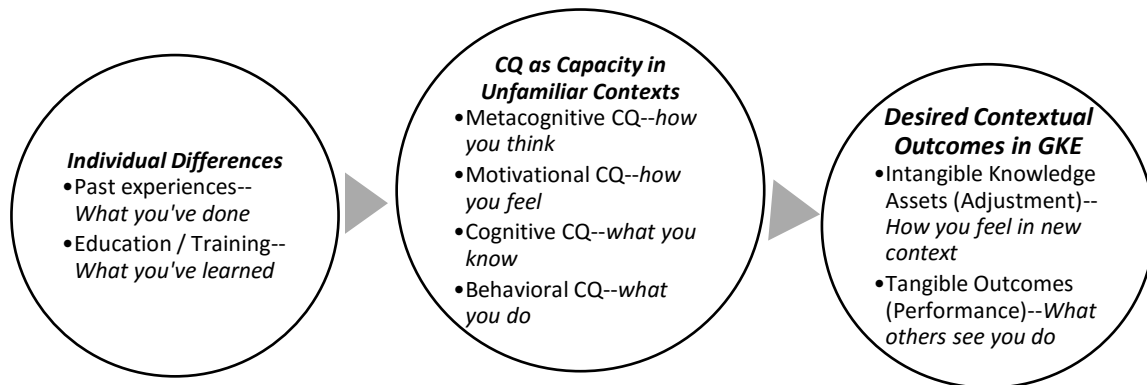 Individual Differences
•Past experiences--
What you've done
•Education / Training--
What you've learned
CQ as Capacity in
Unfamiliar Contexts
•Metacognitive CQ--how
you think
•Motivational CQ--how
you feel
•Cognitive CQ--what you
know
•Behavioral CQ--what
you do
Desired Contextual
Outcomes in GKE
•Intangible Knowledge
Assets (Adjustment)--
How you feel in new
context
•Tangible Outcomes
(Performance)--What
others see you do